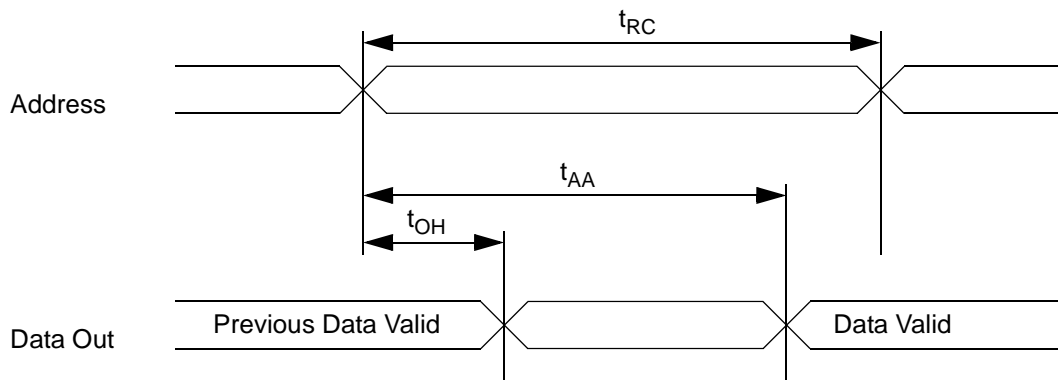 tRC
Address
tAA
tOH
Previous Data Valid
Data Valid
Data Out